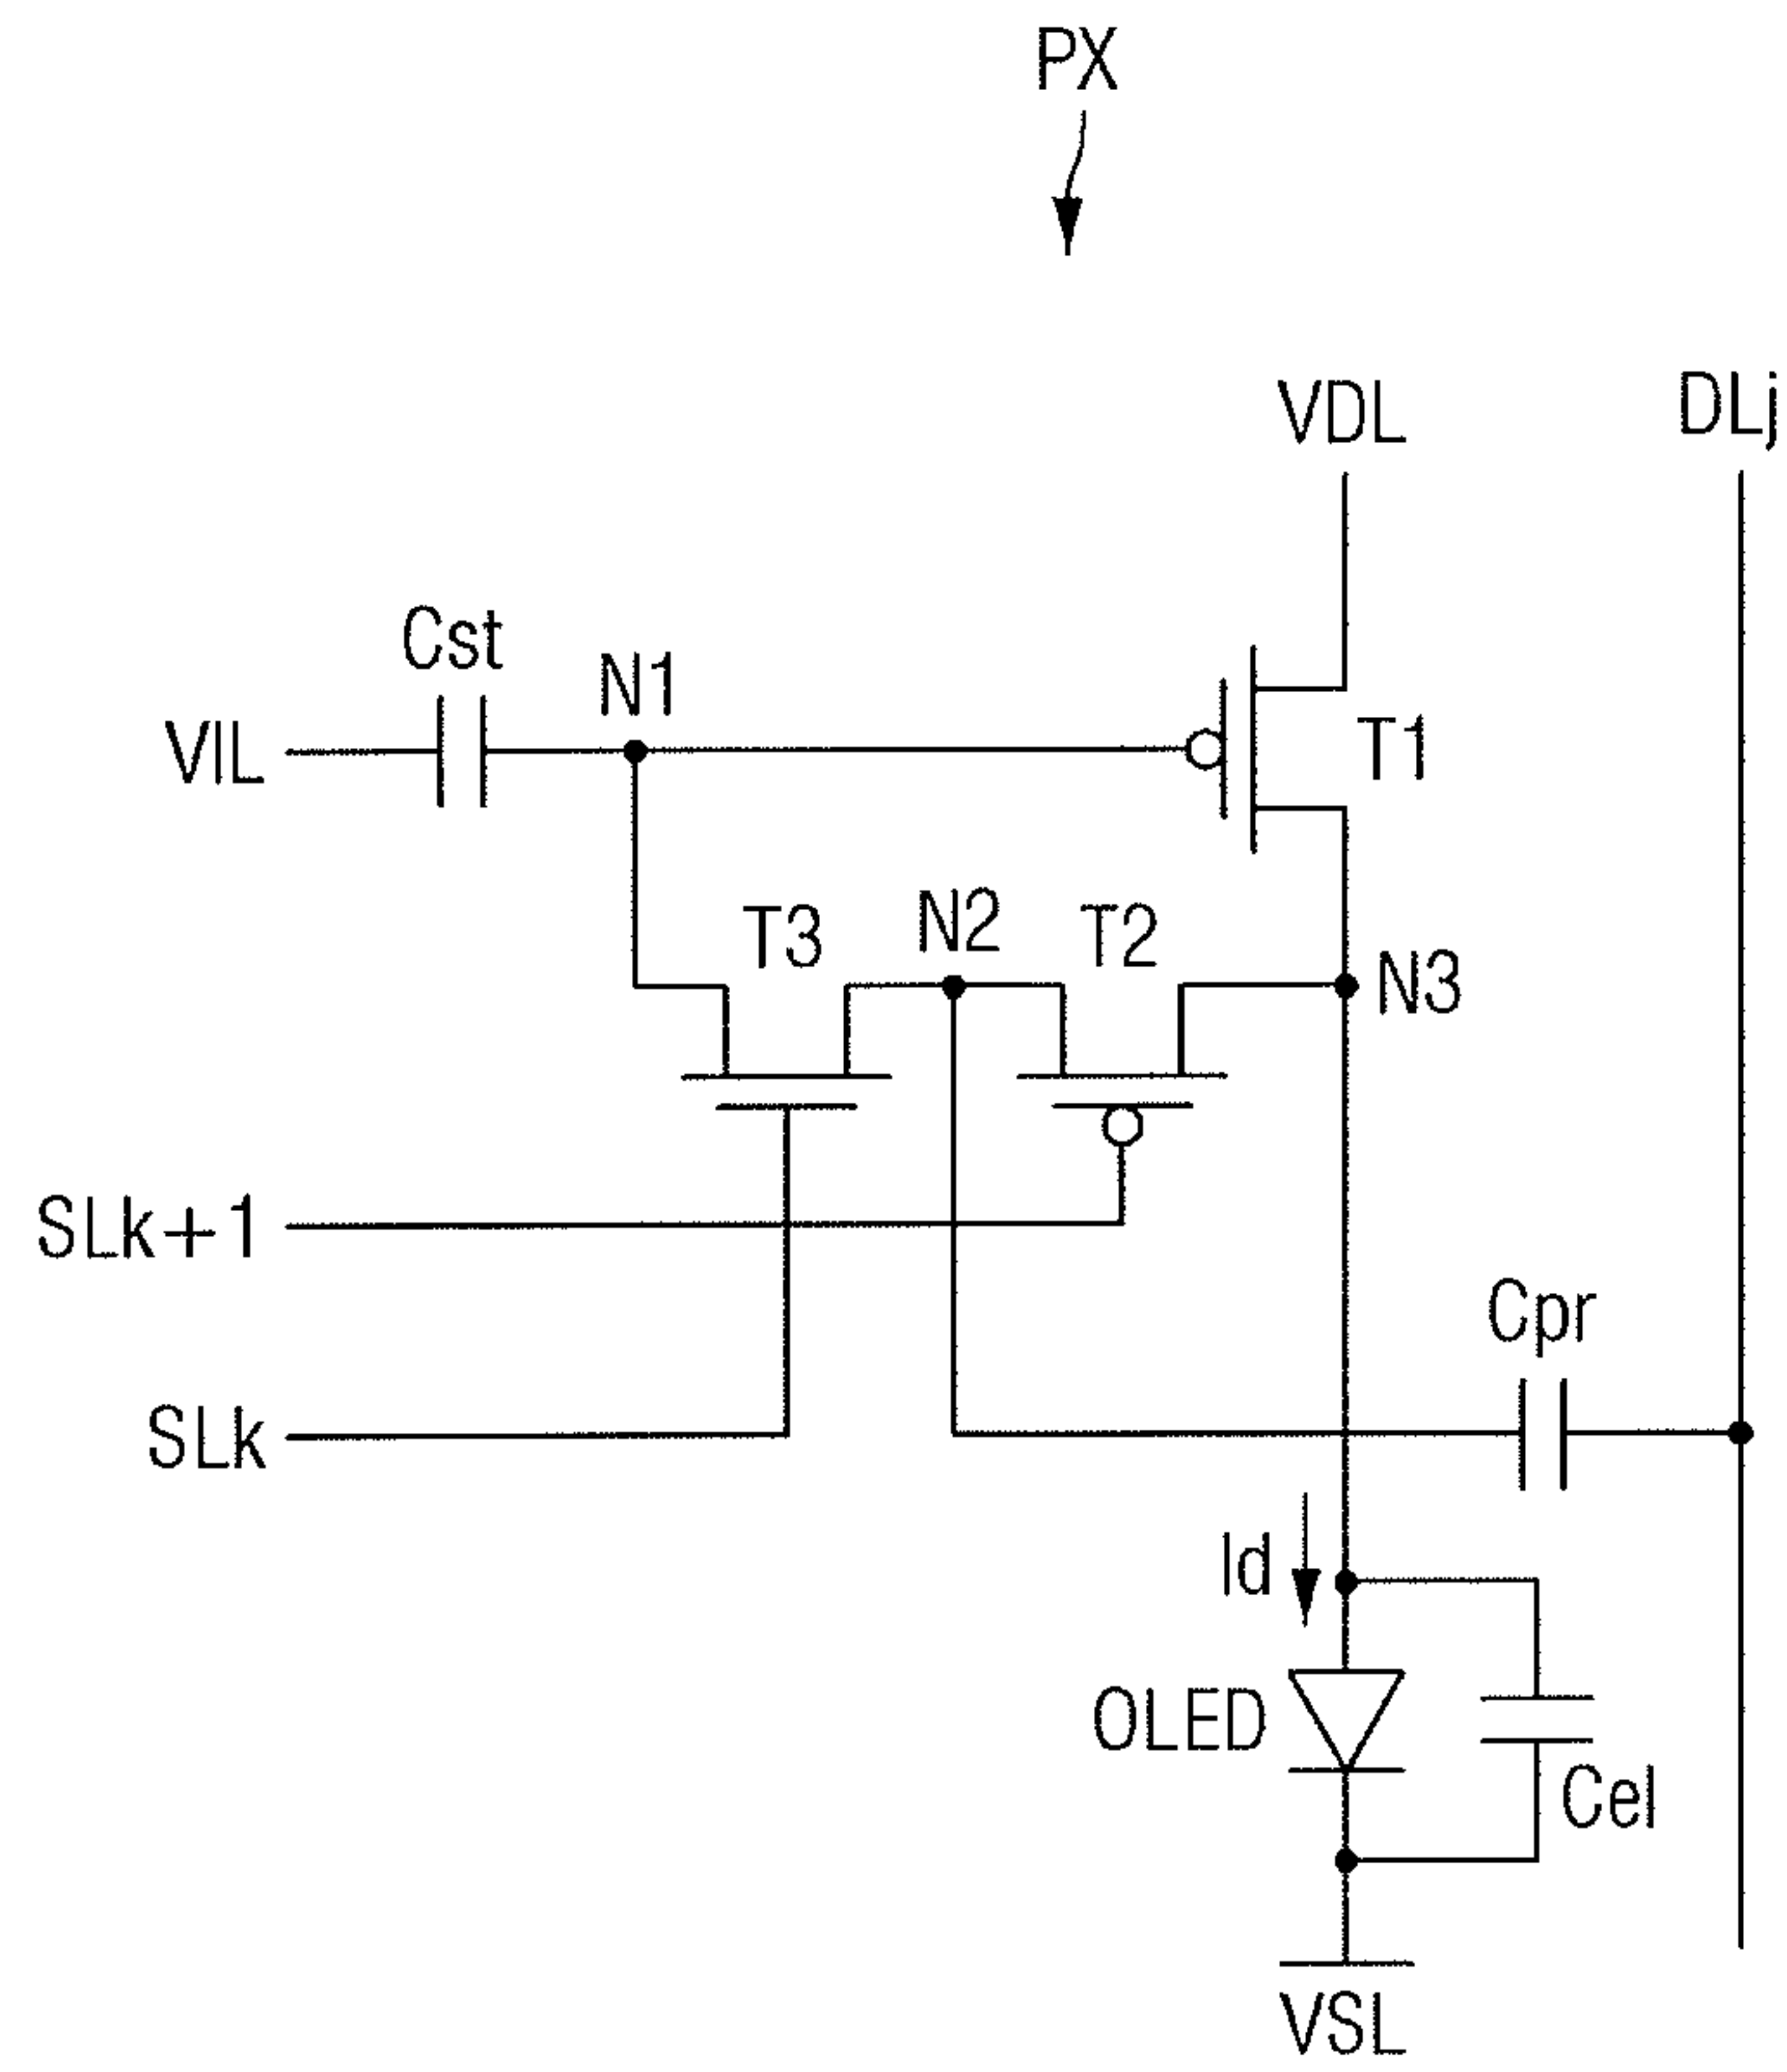 PX
VDL
DLj
Cst
N1
VIL
T1
T3
N2
T2
N3
SLk+1
Cpr
SLk
Id
OLED
Cel
VSL